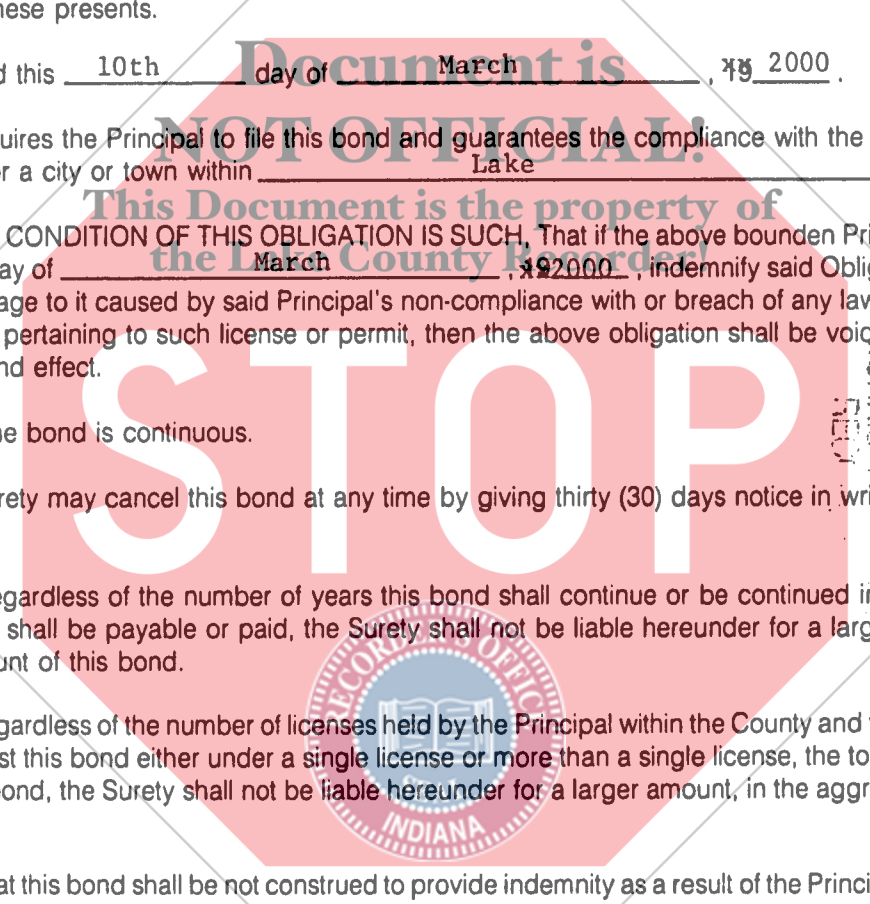 hese presents.
d this 10th day of March , 19 2000 .
uires the Principal to file this bond and guarantees the compliance with the
r a city or town within Lake
CONDITION OF THIS OBLIGATION IS SUCH, That if the above bounden Pri
ay of March , 192000 , indemnify said Oblig
age to it caused by said Principal's non-compliance with or breach of any law
pertaining to such license or permit, then the above obligation shall be void
nd effect.
e bond is continuous.
rety may cancel this bond at any time by giving thirty (30) days notice in wri
egardless of the number of years this bond shall continue or be continued i
shall be payable or paid, the Surety shall not be liable hereunder for a larg
unt of this bond.
gardless of the number of licenses held by the Principal within the County and
st this bond either under a single license or more than a single license, the to
ond, the Surety shall not be liable hereunder for a larger amount, in the aggr
at this bond shall be not construed to provide indemnity as a result of the Princi
Document is
NOT OFFICIAL!
This Document is the property of
the Lake County Recorder!
STOP
RECORDER'S OFFICE
SEAL
INDIANA